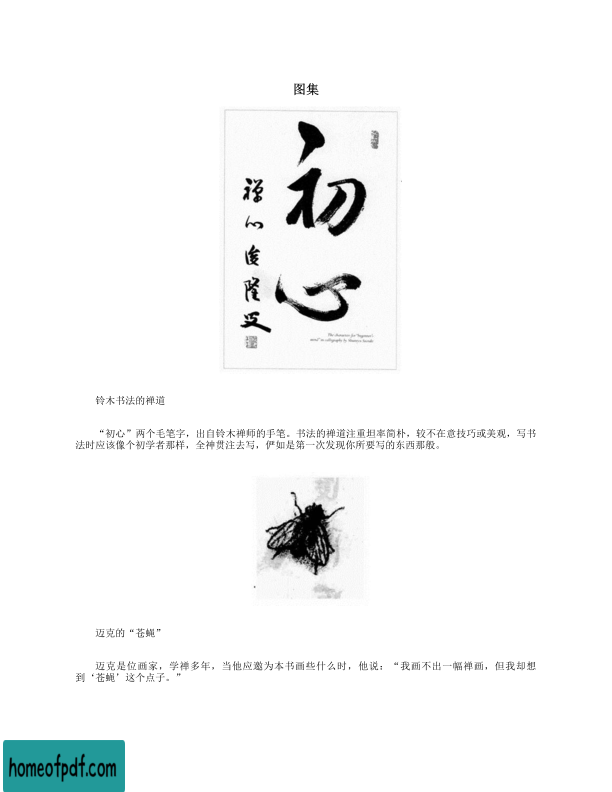 图集
初
心
禅
心
俊
隆
The characters for "beginner's
mind" in calligraphy by Shunryu Suzuki
铃木书法的禅道
“初心”两个毛笔字，出自铃木禅师的手笔。书法的禅道注重坦率简朴，较不在意技巧或美观，写书
法时应该像个初学者那样，全神贯注去写，俨如是第一次发现你所要写的东西那般。
迈克的“苍蝇”
迈克是位画家，学禅多年，当他应邀为本书画些什么时，他说：“我画不出一幅禅画，但我却想
到‘苍蝇’这个点子。”
homeofpdf.com